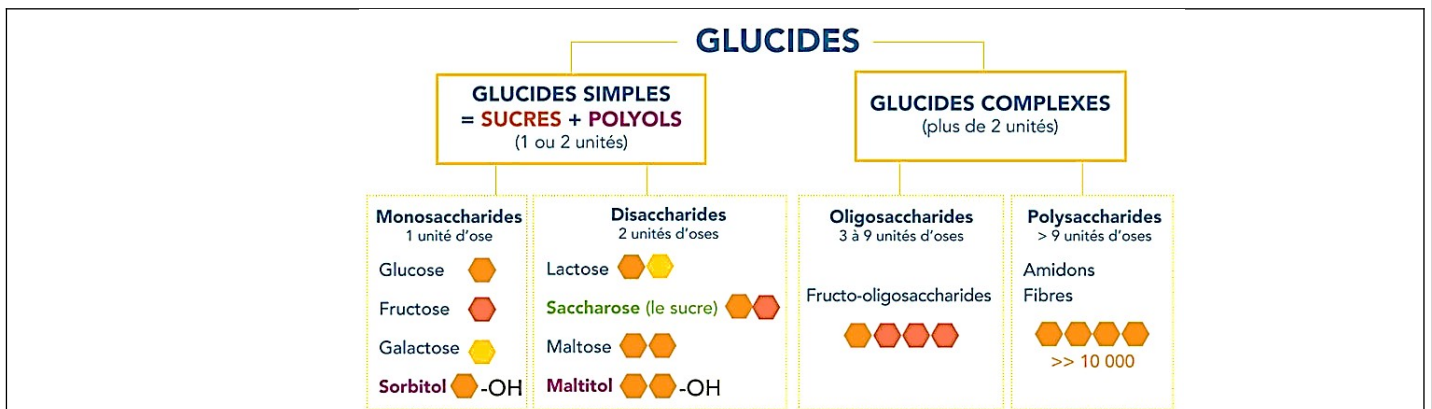 GLUCIDES
GLUCIDES SIMPLES
= SUCRES + POLYOLS
(1 ou 2 unités)
GLUCIDES COMPLEXES
(plus de 2 unités)
Monosaccharides
1 unité d'ose
Glucose
Fructose
Galactose
Sorbitol -OH
Disaccharides
2 unités d'oses
Lactose
Saccharose (le sucre)
Maltose
Maltitol -OH
Oligosaccharides
3 à 9 unités d'oses
Fructo-oligosaccharides
Polysaccharides
> 9 unités d'oses
Amidons
Fibres
>> 10 000